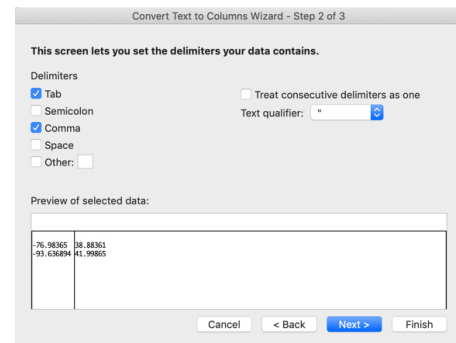 Convert Text to Columns Wizard - Step 2 of 3
This screen lets you set the delimiters your data contains.
Delimiters
Tab
Treat consecutive delimiters as one
Semicolon
Text qualifier: "
Comma
Space
Other:
Preview of selected data:
-76.98365 38.88361
-93.636894 41.99865
Cancel < Back Next > Finish